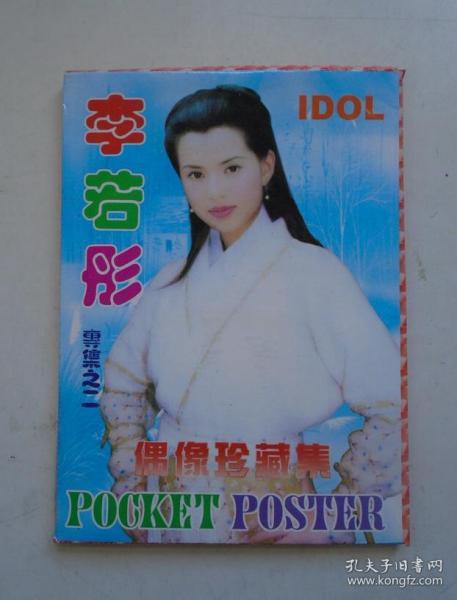 IDOL
李若彤
專集之二
偶像珍藏集
POCKET POSTER
孔夫子旧书网
www.kongfz.com